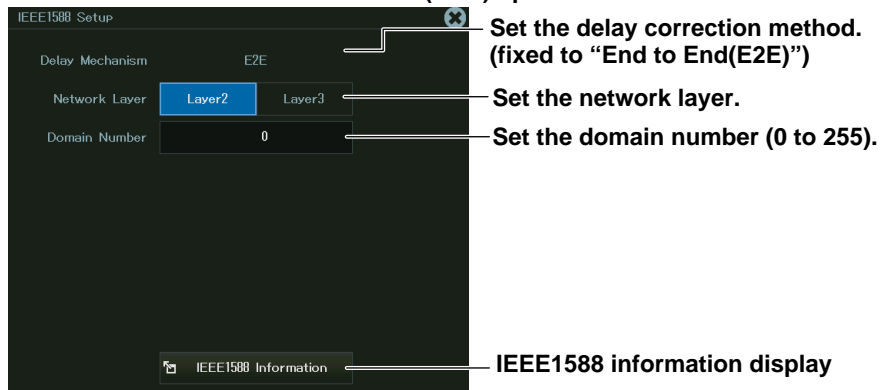 IEEE1588 Setup
Set the delay correction method.
(fixed to “End to End(E2E)”)
Delay Mechanism E2E
Network Layer Layer2 Layer3
Set the network layer.
Domain Number 0
Set the domain number (0 to 255).
IEEE1588 Information
IEEE1588 information display